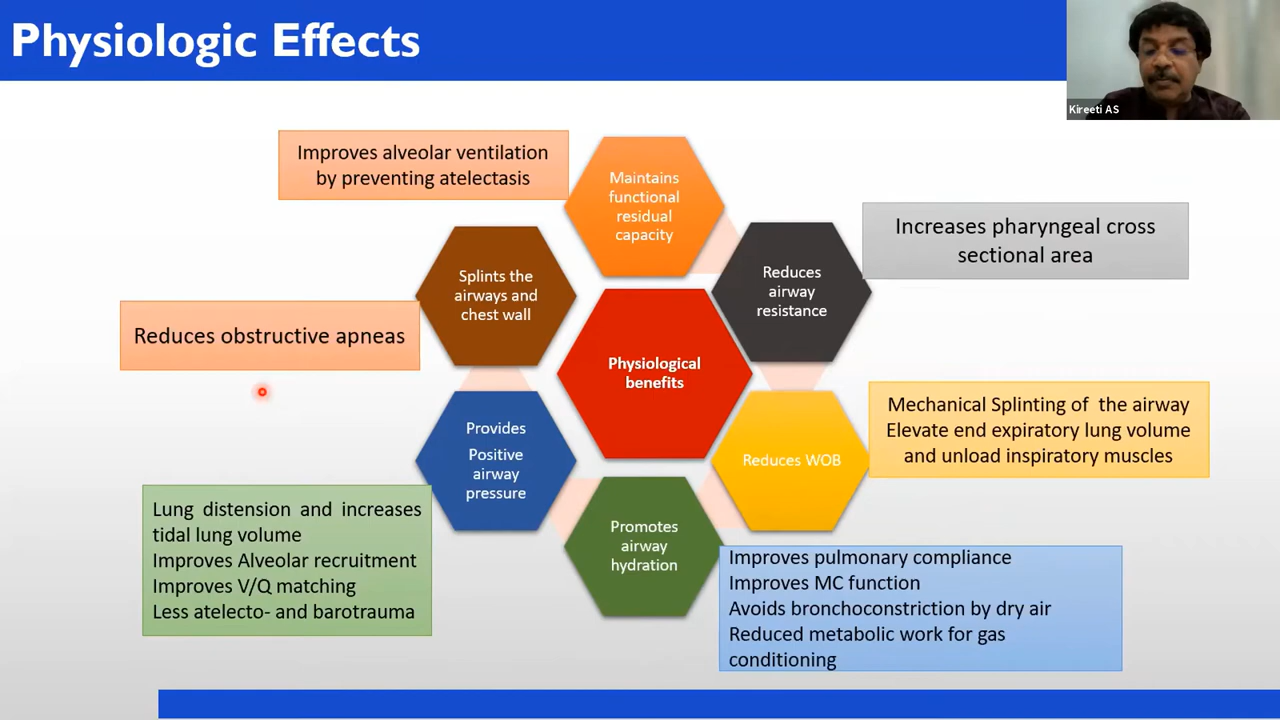 Physiologic Effects
Kireeti AS
Improves alveolar ventilation
by preventing atelectasis
Maintains
functional
residual
capacity
Increases pharyngeal cross
sectional area
Reduces
airway
resistance
Splints the
airways and
chest wall
Reduces obstructive apneas
Physiological
benefits
Mechanical Splinting of the airway
Elevate end expiratory lung volume
and unload inspiratory muscles
Reduces WOB
Provides
Positive
airway
pressure
Lung distension and increases
tidal lung volume
Improves Alveolar recruitment
Improves V/Q matching
Less atelecto- and barotrauma
Promotes
airway
hydration
Improves pulmonary compliance
Improves MC function
Avoids bronchoconstriction by dry air
Reduced metabolic work for gas
conditioning